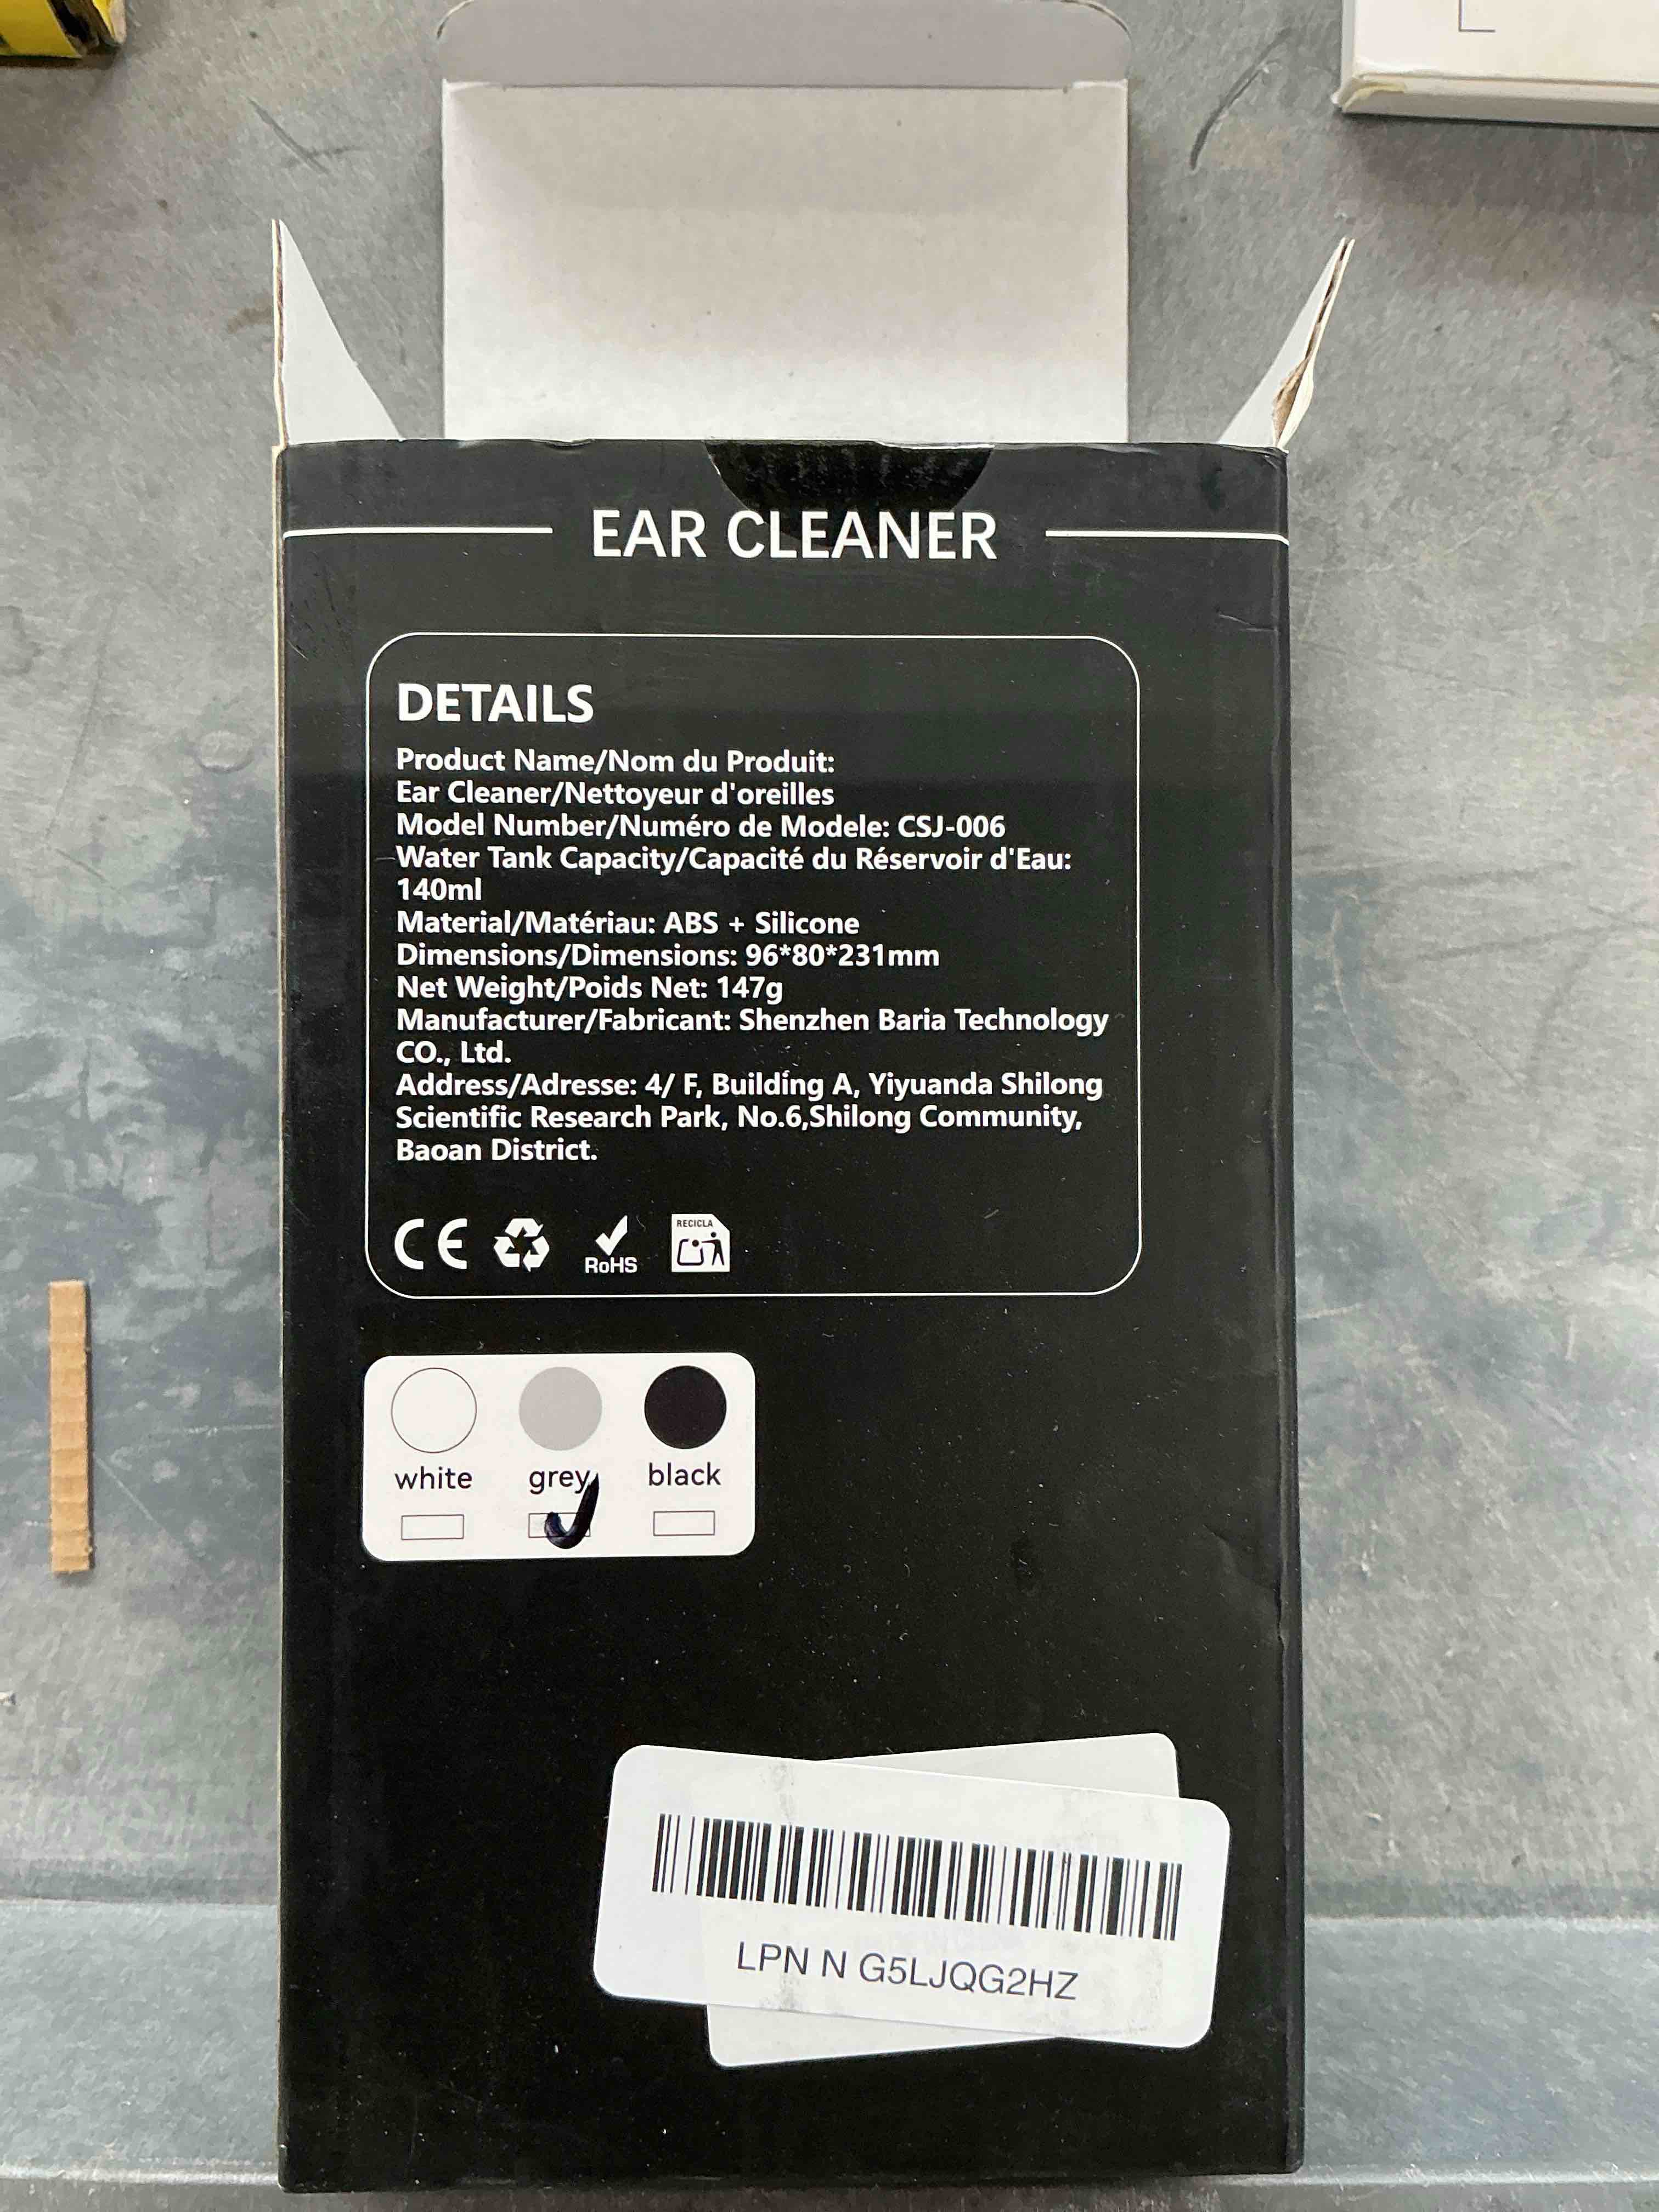 EAR CLEANER
DETAILS
Product Name/Nom du Produit:
Ear Cleaner/Nettoyeur d'oreilles
Model Number/Numéro de Modele: CSJ-006
Water Tank Capacity/Capacité du Réservoir d'Eau:
140ml
Material/Matériau: ABS + Silicone
Dimensions/Dimensions: 96*80*231mm
Net Weight/Poids Net: 147g
Manufacturer/Fabricant: Shenzhen Baria Technology
CO., Ltd.
Address/Adresse: 4/ F, Building A, Yiyuanda Shilong
Scientific Research Park, No.6,Shilong Community,
Baoan District.
CE
RoHS
RECICLA
white grey black
LPN N G5LJQG2HZ